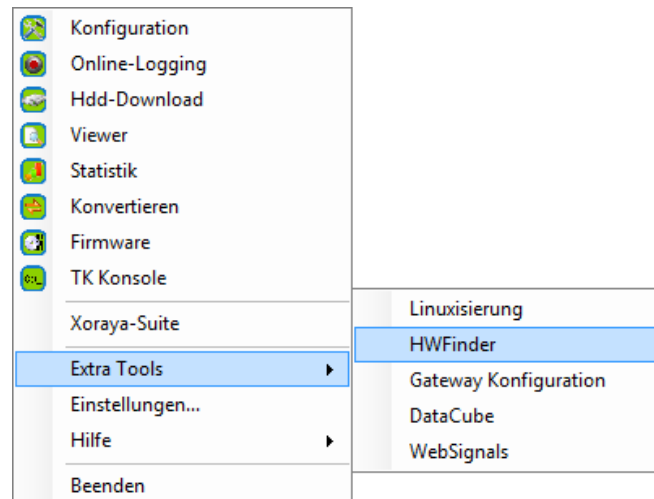 Konfiguration
Online-Logging
Hdd-Download
Viewer
Statistik
Konvertieren
Firmware
TK Konsole
Xoraya-Suite
Extra Tools
Einstellungen...
Hilfe
Beenden
Linuxisierung
HWFinder
Gateway Konfiguration
DataCube
WebSignals